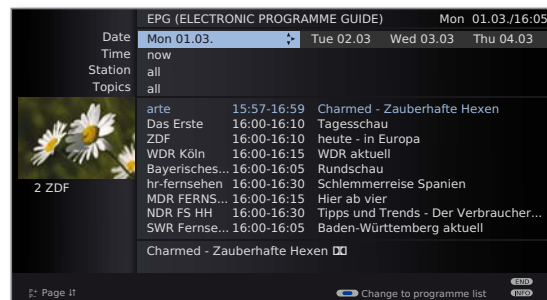 EPG (ELECTRONIC PROGRAMME GUIDE) Mon 01.03./16:05
Date Mon 01.03. Tue 02.03 Wed 03.03 Thu 04.03
Time now
Station all
Topics all
arte 15:57-16:59 Charmed - Zauberhafte Hexen
Das Erste 16:00-16:10 Tagesschau
ZDF 16:00-16:10 heute - in Europa
WDR Köln 16:00-16:15 WDR aktuell
Bayerisches... 16:00-16:05 Rundschau
hr-fernsehen 16:00-16:30 Schlemmerreise Spanien
MDR FERNS... 16:00-16:15 Hier ab vier
NDR FS HH 16:00-16:30 Tipps und Trends - Der Verbraucher...
SWR Fernse... 16:00-16:05 Baden-Württemberg aktuell
2 ZDF
Charmed - Zauberhafte Hexen
END
P+ P- Page Change to programme list INFO